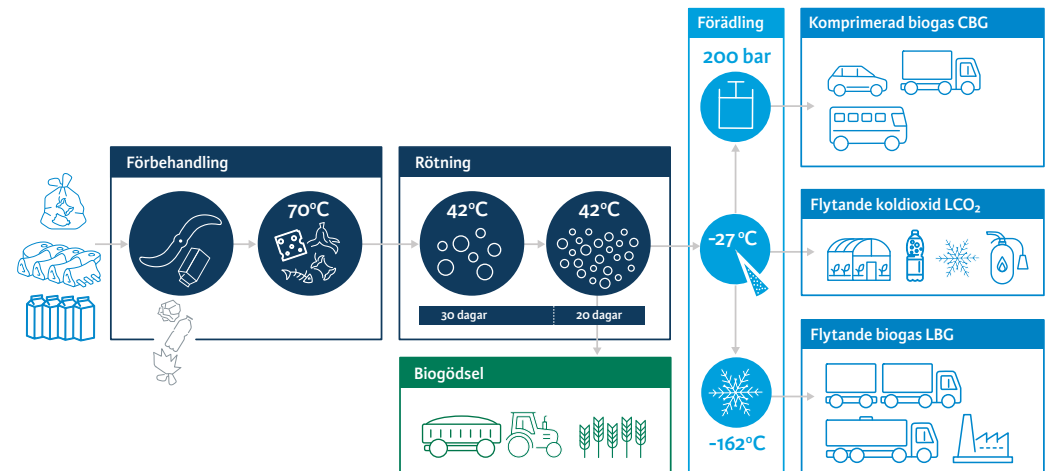 Förbehandling
70°C
Rötning
42°C
42°C
30 dagar
20 dagar
Biogödsel
Förädling
200 bar
-27 °C
-162°C
Komprimerad biogas CBG
Flytande koldioxid LCO₂
Flytande biogas LBG